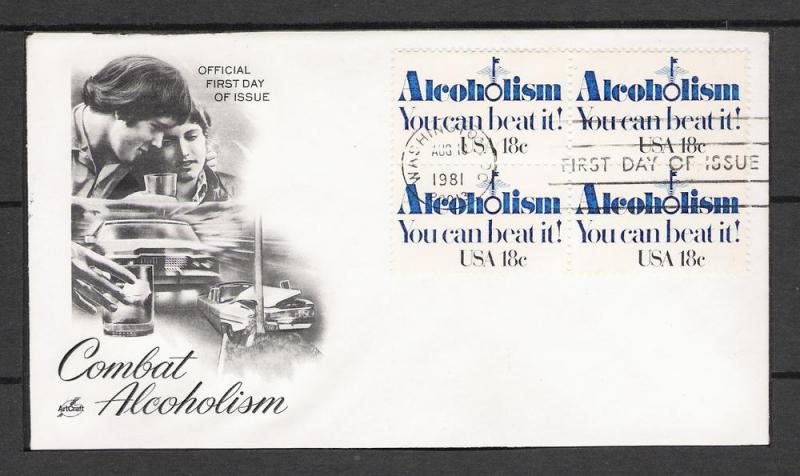 OFFICIAL
FIRST DAY
OF ISSUE
Combat
Alcoholism
ArtCraft
Alcoholism
You can beat it!
USA 18c
Alcoholism
You can beat it!
USA 18c
WASHINGTON, DC
AUG
1981
FIRST DAY OF ISSUE
Alcoholism
You can beat it!
USA 18c
Alcoholism
You can beat it!
USA 18c